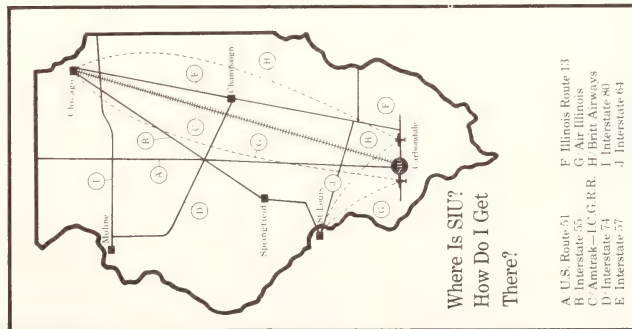 Chicago
Moline
Champaign
Springfield
St. Louis
Carbondale
SIU
A
B
C
D
E
F
G
G
H
H
I
J
Where Is SIU?
How Do I Get
There?
A/U.S. Route 51
B/Interstate 55
C/Amtrak—I.C.G.R.R.
D/Interstate 74
E/Interstate 57
F/Illinois Route 13
G/Air Illinois
H/Britt Airways
I/Interstate 80
J/Interstate 64